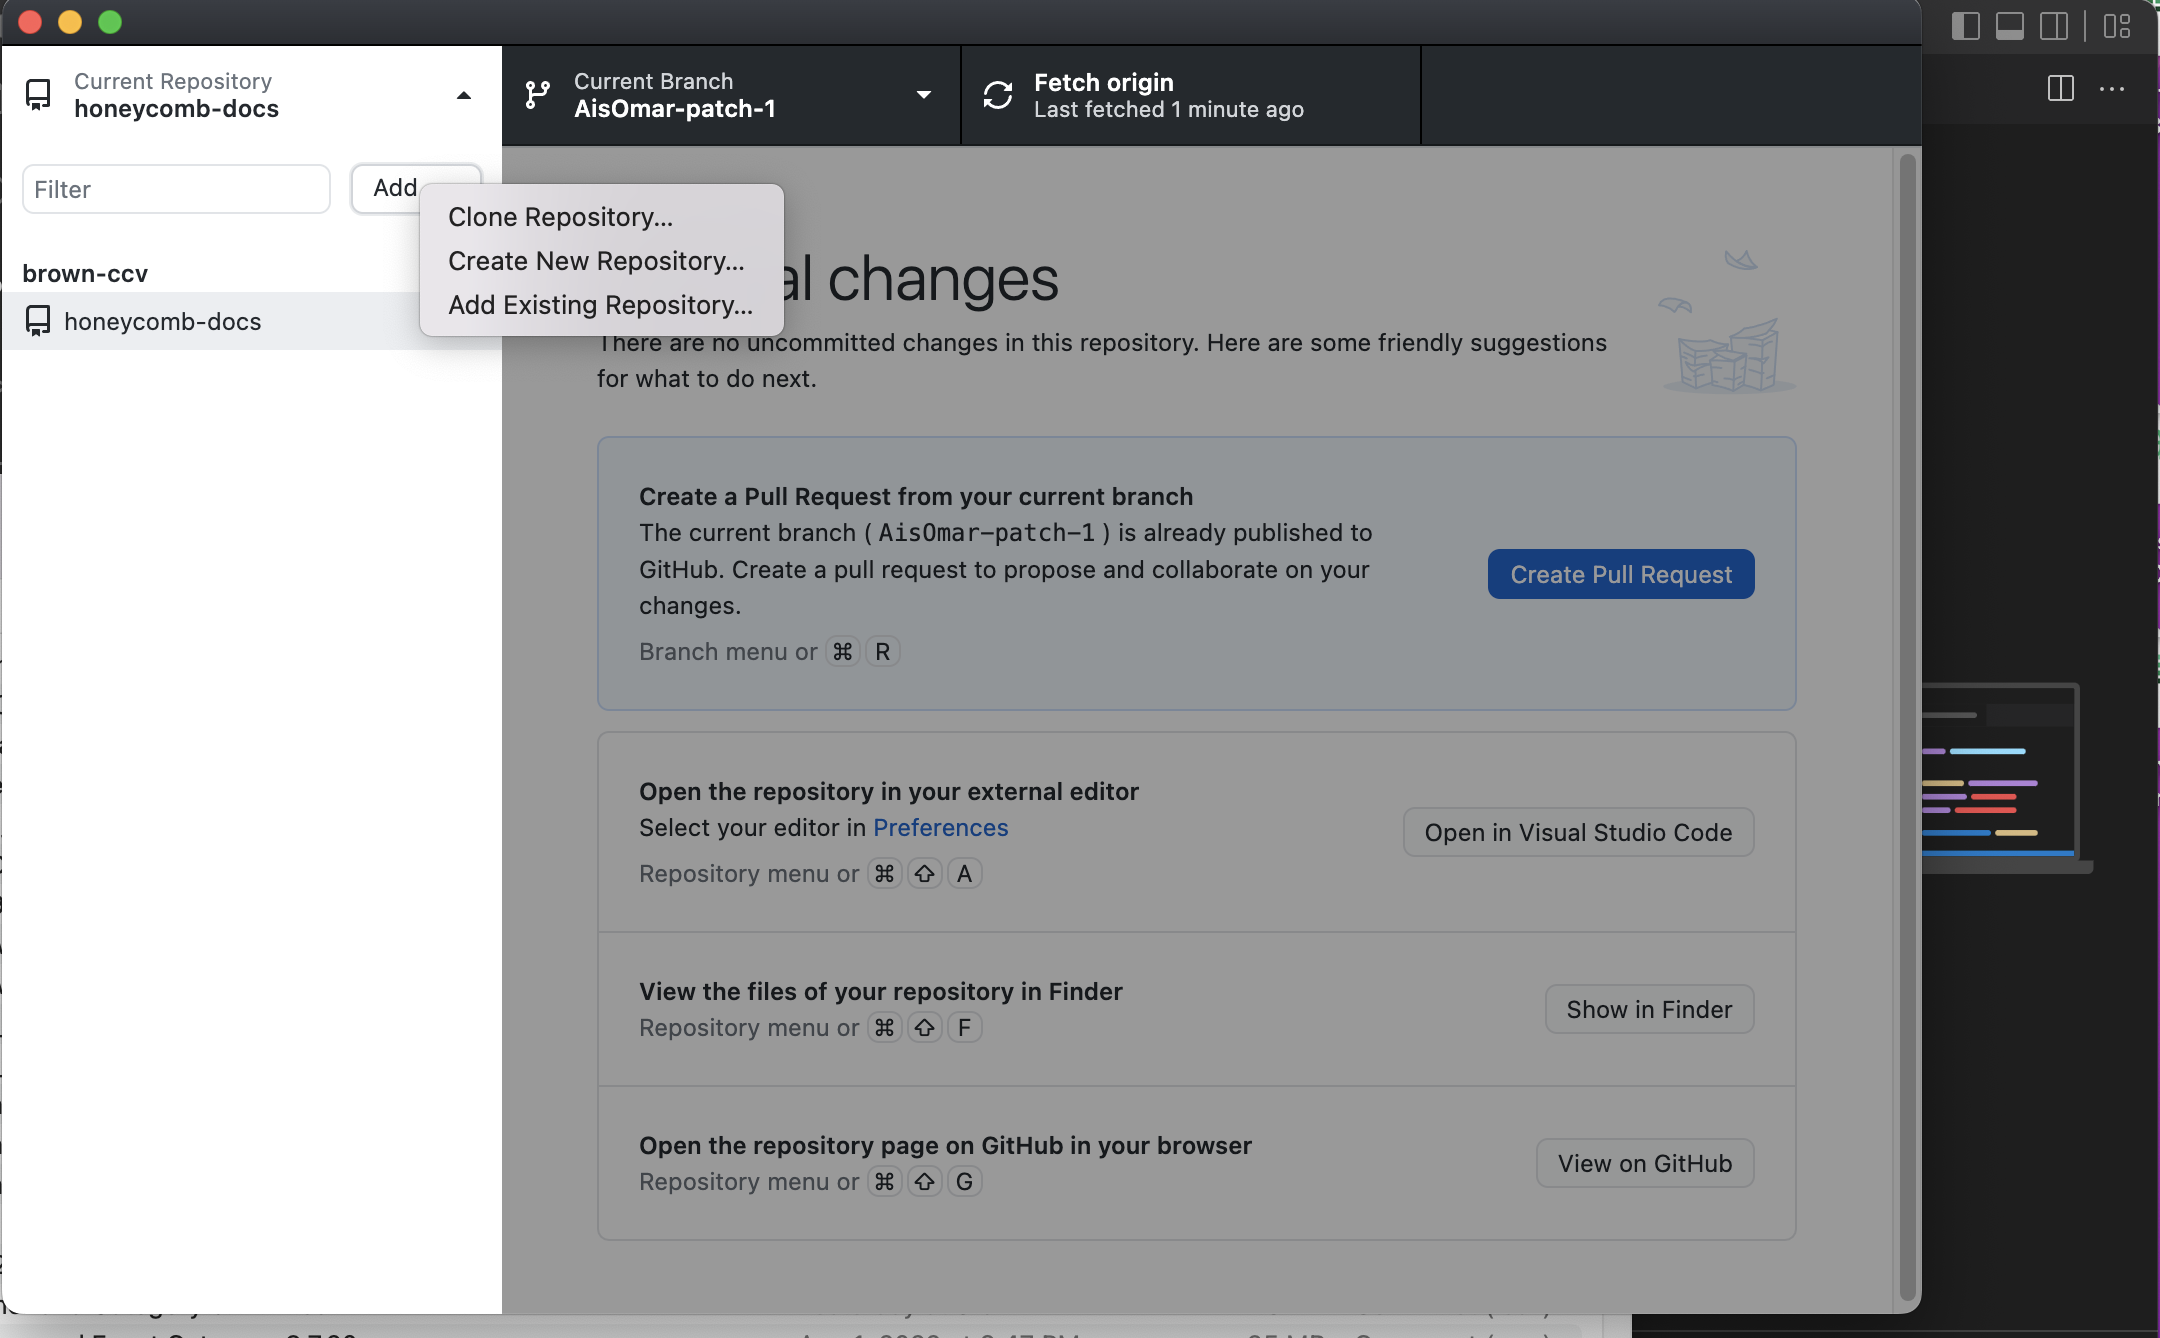 Current Repository
honeycomb-docs
Current Branch
AisOmar-patch-1
Fetch origin
Last fetched 1 minute ago
Filter
Add
Clone Repository...
Create New Repository...
Add Existing Repository...
brown-ccv
honeycomb-docs
changes
There are no uncommitted changes in this repository. Here are some friendly suggestions
for what to do next.
Create a Pull Request from your current branch
The current branch (AisOmar-patch-1) is already published to
GitHub. Create a pull request to propose and collaborate on your
changes.
Create Pull Request
Branch menu or ⌘ R
Open the repository in your external editor
Select your editor in Preferences
Open in Visual Studio Code
Repository menu or ⌘ ⇧ A
View the files of your repository in Finder
Show in Finder
Repository menu or ⌘ ⇧ F
Open the repository page on GitHub in your browser
View on GitHub
Repository menu or ⌘ ⇧ G